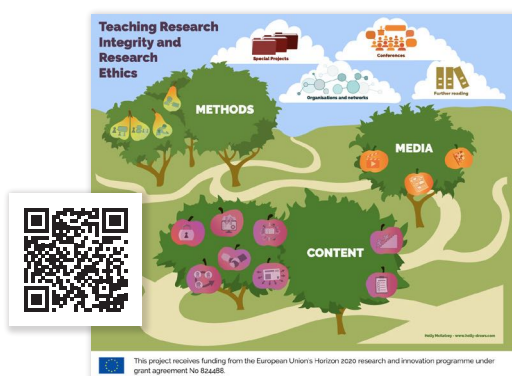 Teaching Research
Integrity and
Research
Ethics
Special Projects
Conferences
Organisations and networks
Further reading
METHODS
MEDIA
CONTENT
This project receives funding from the European Union's Horizon 2020 research and innovation programme under
grant agreement No 824488.